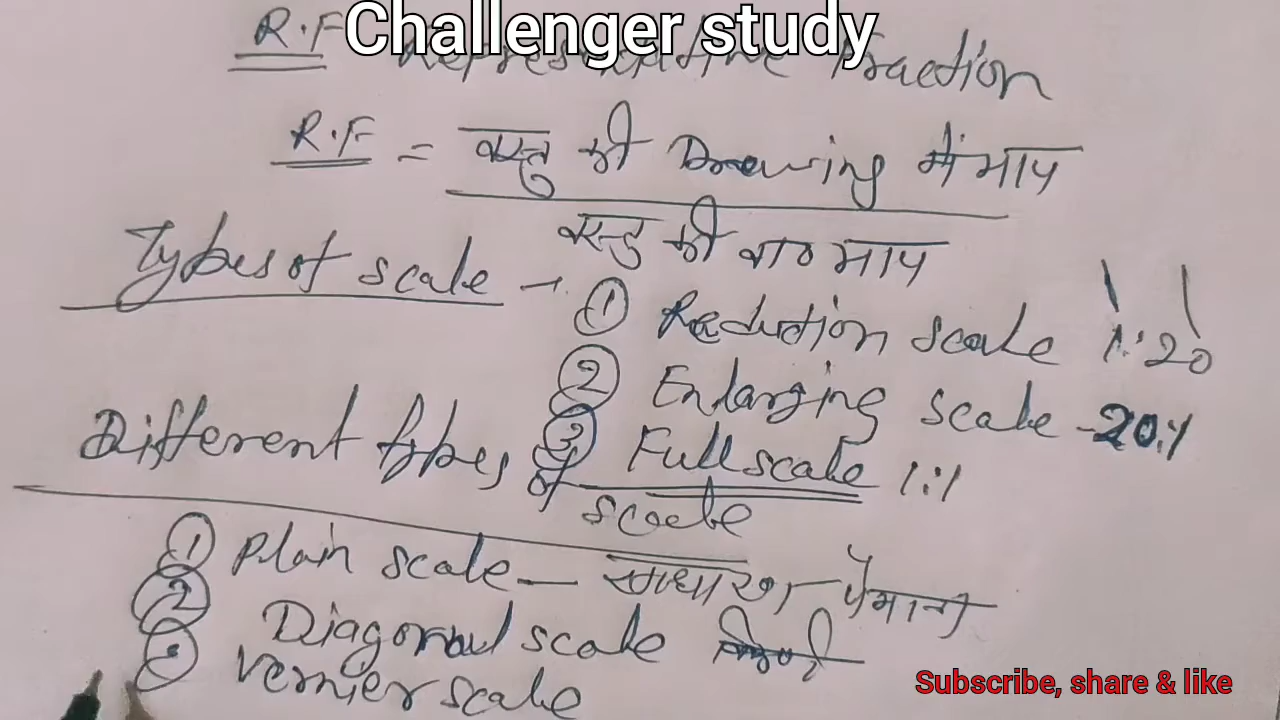 Challenger study
R.F Representative Fraction
R.F = वस्तु की Drawing में माप
वस्तु की वा० माप
Types of scale →
① Reduction scale 1:20
② Enlarging scale - 20:1
③ Full scale 1:1
Different types of scale
① Plain scale — साधारण पैमाना
② Diagonal scale
③ Vernier scale
Subscribe, share & like